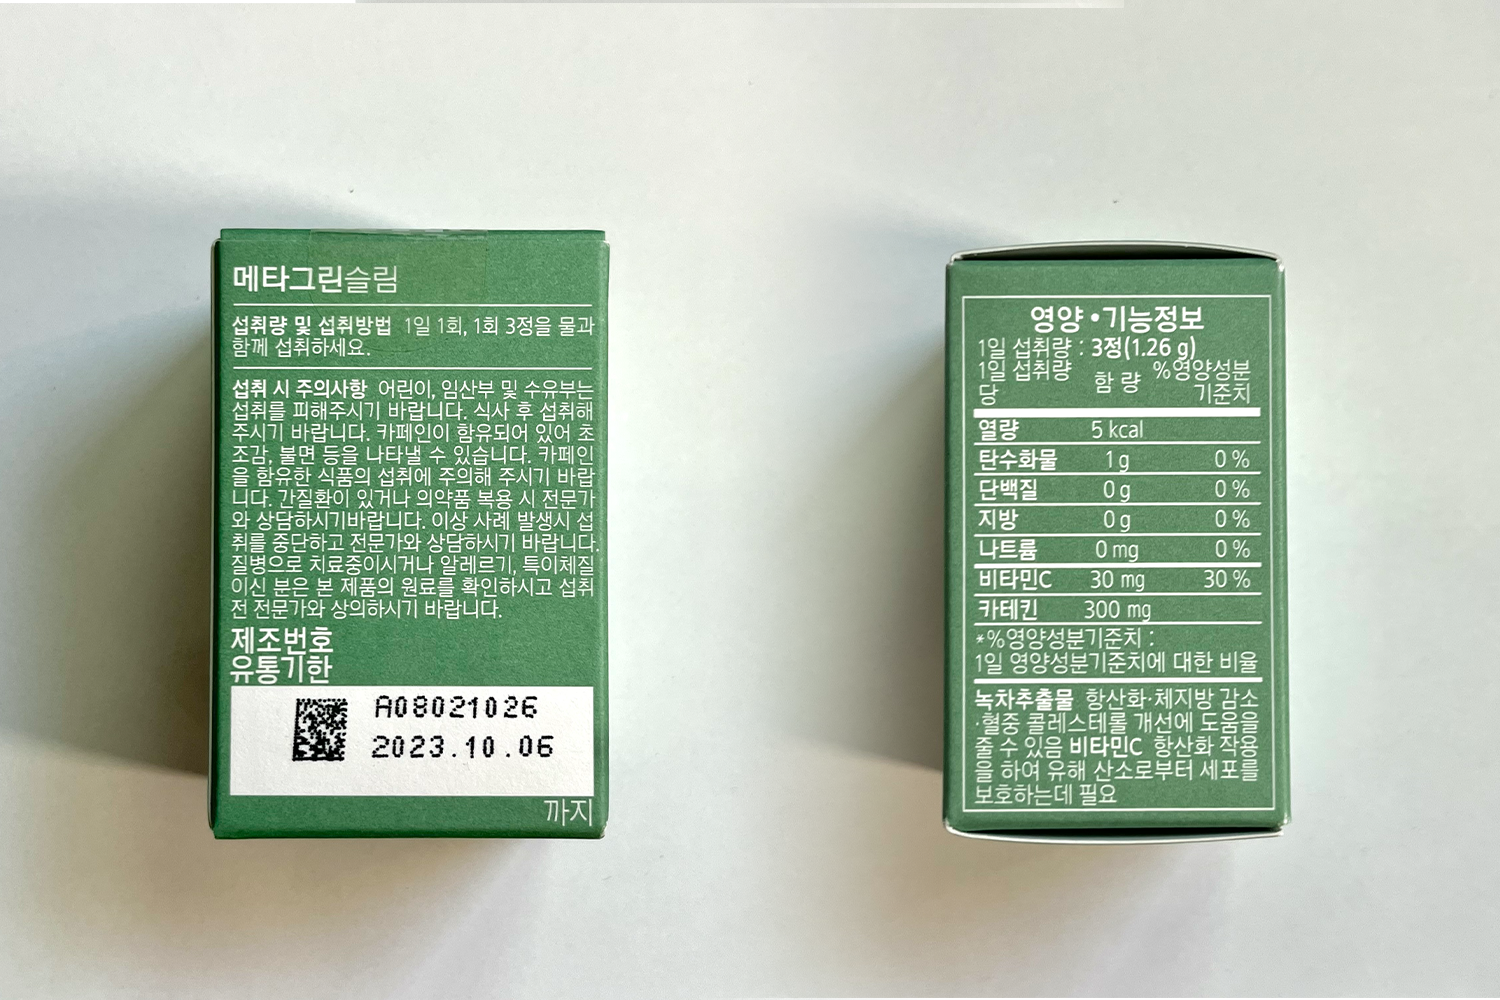 메타그린슬림
섭취량 및 섭취방법 1일 1회, 1회 3정을 물과
함께 섭취하세요.
섭취 시 주의사항 어린이, 임산부 및 수유부는
섭취를 피해주시기 바랍니다. 식사 후 섭취해
주시기 바랍니다. 카페인이 함유되어 있어 초
조감, 불면 등을 나타낼 수 있습니다. 카페인
을 함유한 식품의 섭취에 주의해 주시기 바랍
니다. 간질환이 있거나 의약품 복용 시 전문가
와 상담하시기바랍니다. 이상 사례 발생시 섭
취를 중단하고 전문가와 상담하시기 바랍니다.
질병으로 치료중이시거나 알레르기, 특이체질
이신 분은 본 제품의 원료를 확인하시고 섭취
전 전문가와 상의하시기 바랍니다.
제조번호
유통기한
A08021026
2023.10.06
까지
영양•기능정보
1일 섭취량 : 3정(1.26 g)
1일 섭취량당 함 량 %영양성분기준치
열량 5 kcal
탄수화물 1 g 0 %
단백질 0 g 0 %
지방 0 g 0 %
나트륨 0 mg 0 %
비타민C 30 mg 30 %
카테킨 300 mg
*%영양성분기준치 :
1일 영양성분기준치에 대한 비율
녹차추출물 항산화·체지방 감소
·혈중 콜레스테롤 개선에 도움을
줄 수 있음 비타민C 항산화 작용
을 하여 유해 산소로부터 세포를
보호하는데 필요